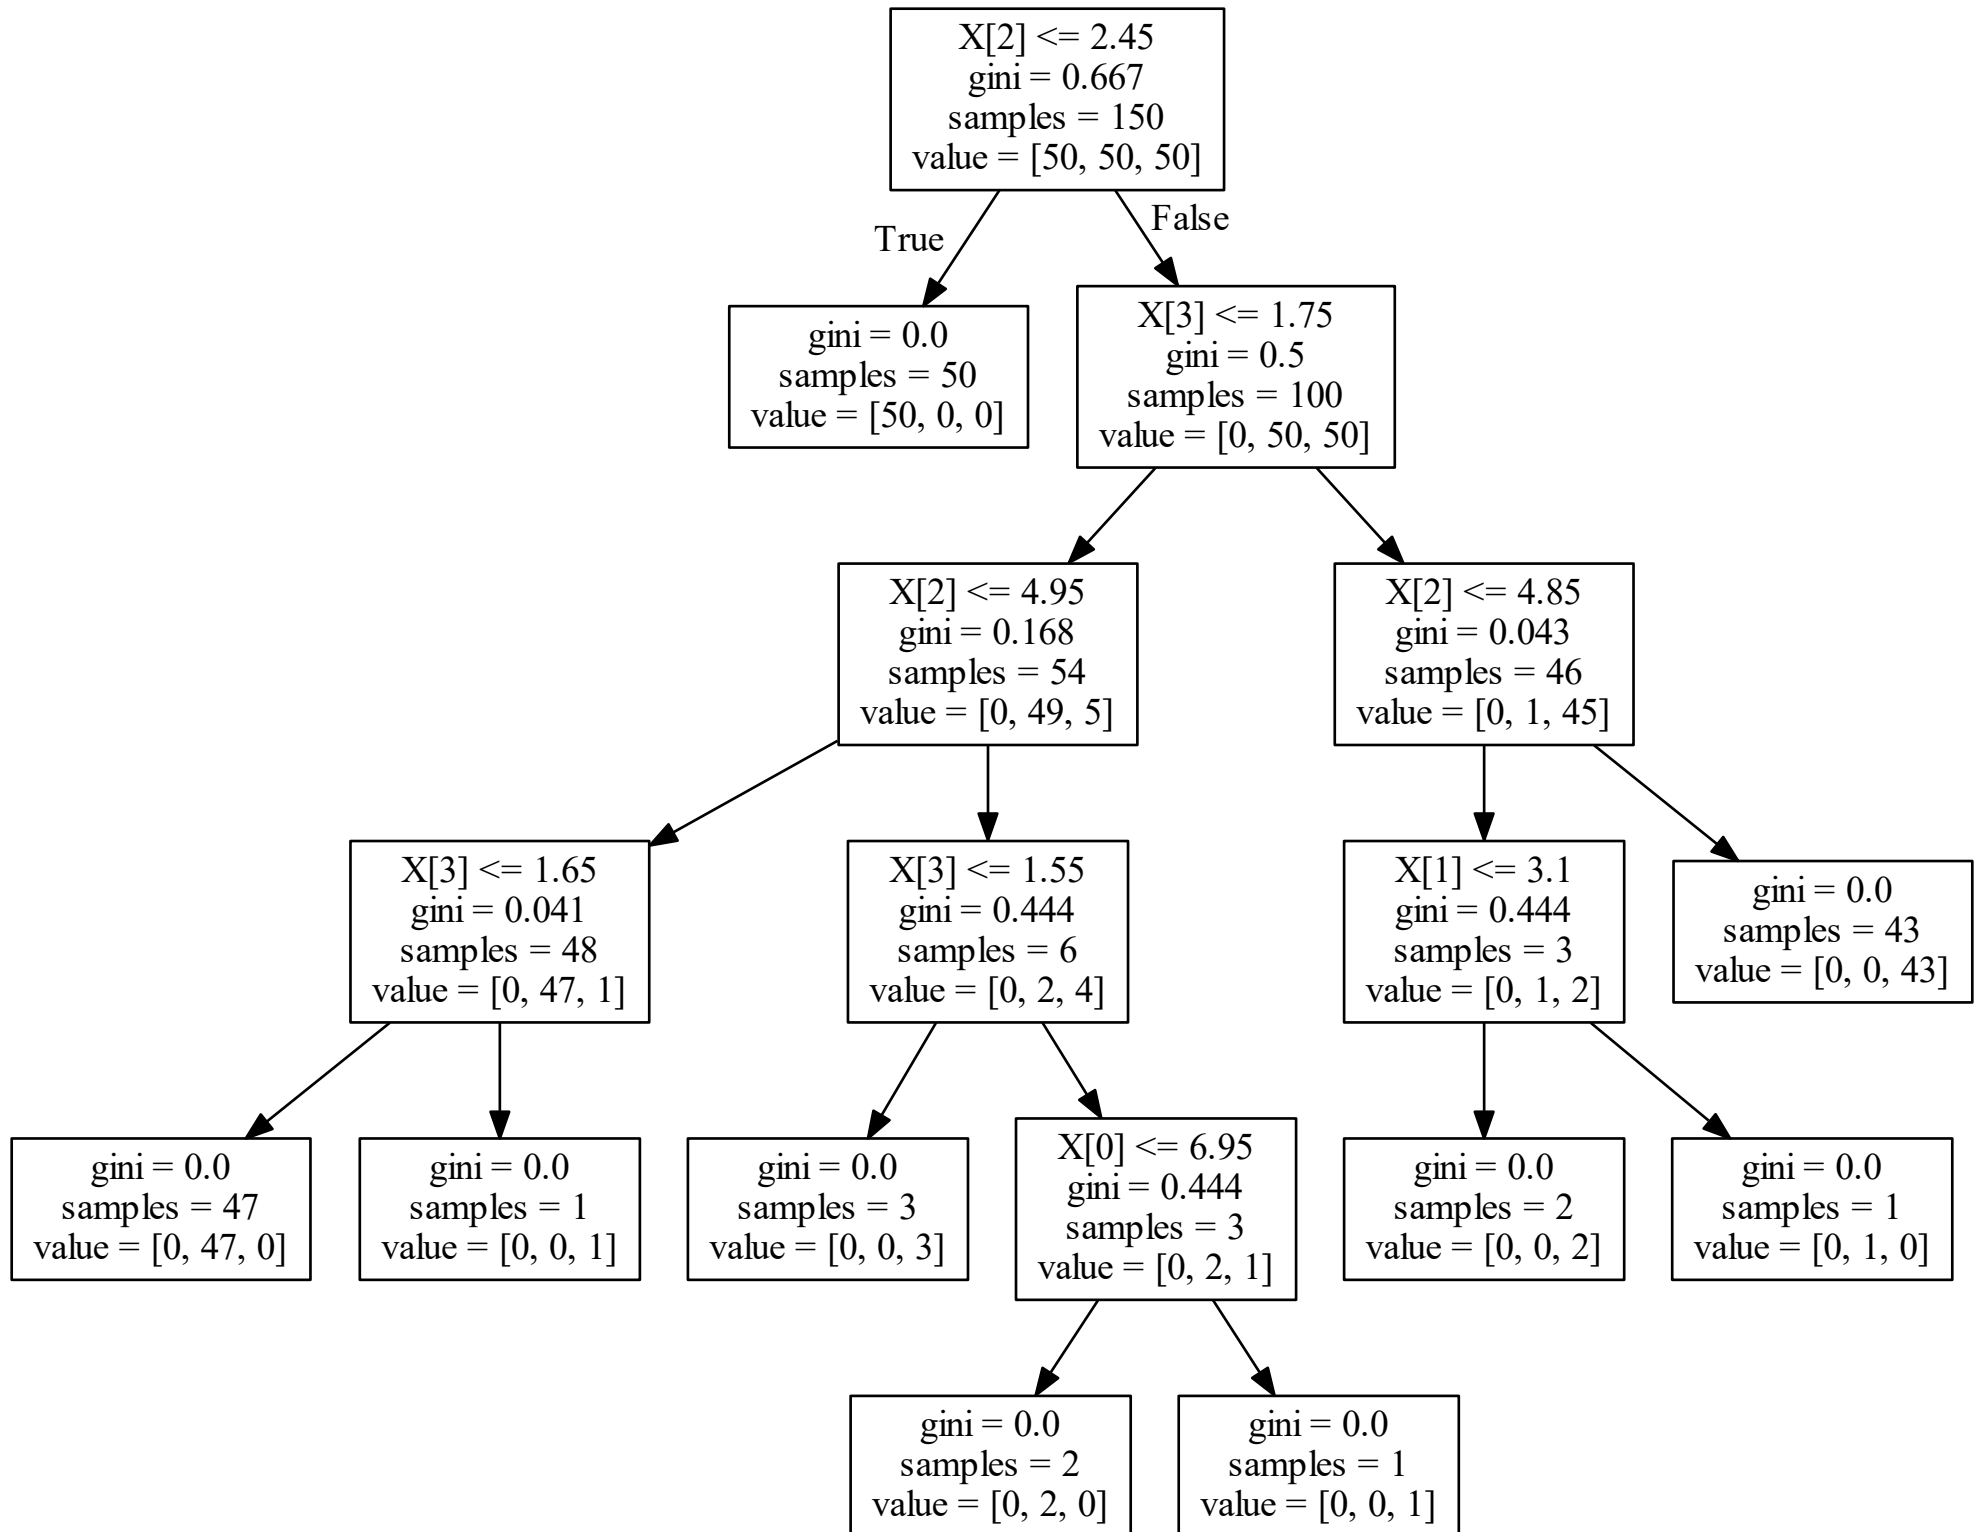 X[2] <= 2.45
gini = 0.667
samples = 150
value = [50, 50, 50]
True
False
gini = 0.0
samples = 50
value = [50, 0, 0]
X[3] <= 1.75
gini = 0.5
samples = 100
value = [0, 50, 50]
X[2] <= 4.95
gini = 0.168
samples = 54
value = [0, 49, 5]
X[2] <= 4.85
gini = 0.043
samples = 46
value = [0, 1, 45]
X[3] <= 1.65
gini = 0.041
samples = 48
value = [0, 47, 1]
X[3] <= 1.55
gini = 0.444
samples = 6
value = [0, 2, 4]
X[1] <= 3.1
gini = 0.444
samples = 3
value = [0, 1, 2]
gini = 0.0
samples = 43
value = [0, 0, 43]
gini = 0.0
samples = 47
value = [0, 47, 0]
gini = 0.0
samples = 1
value = [0, 0, 1]
gini = 0.0
samples = 3
value = [0, 0, 3]
X[0] <= 6.95
gini = 0.444
samples = 3
value = [0, 2, 1]
gini = 0.0
samples = 2
value = [0, 0, 2]
gini = 0.0
samples = 1
value = [0, 1, 0]
gini = 0.0
samples = 2
value = [0, 2, 0]
gini = 0.0
samples = 1
value = [0, 0, 1]